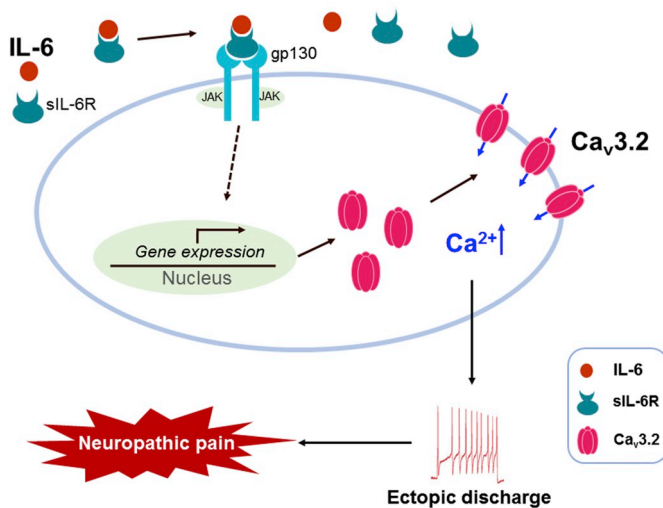 IL-6
sIL-6R
gp130
JAK
JAK
Caᵥ3.2
Gene expression
Nucleus
Ca²⁺↑
IL-6
sIL-6R
Caᵥ3.2
Neuropathic pain
Ectopic discharge